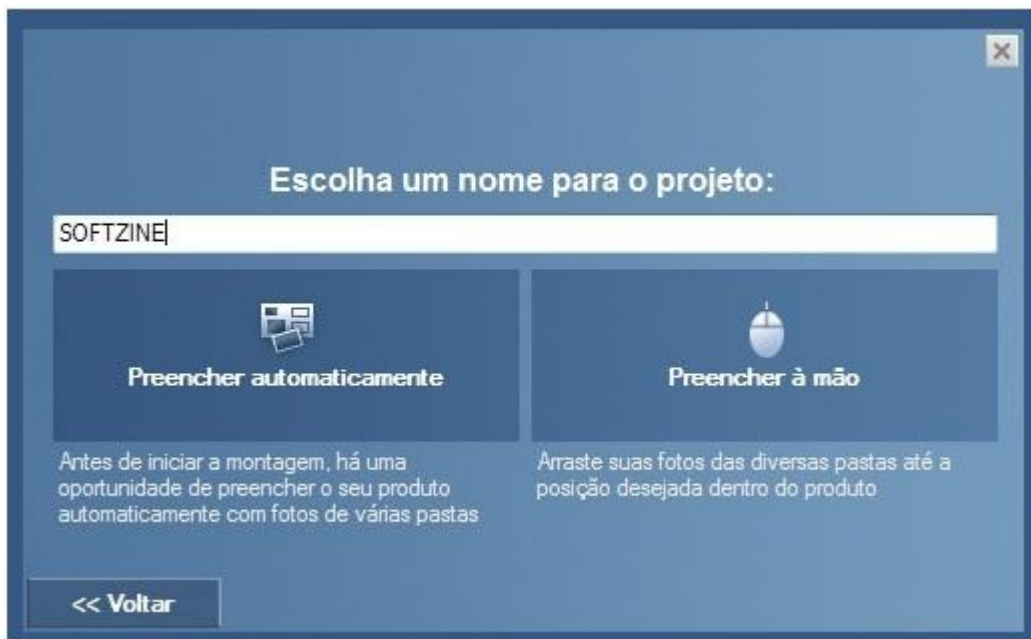 Escolha um nome para o projeto:
SOFTZINE
Preencher automaticamente
Preencher à mão
Antes de iniciar a montagem, há uma
oportunidade de preencher o seu produto
automaticamente com fotos de várias pastas
Arraste suas fotos das diversas pastas até a
posição desejada dentro do produto
<< Voltar